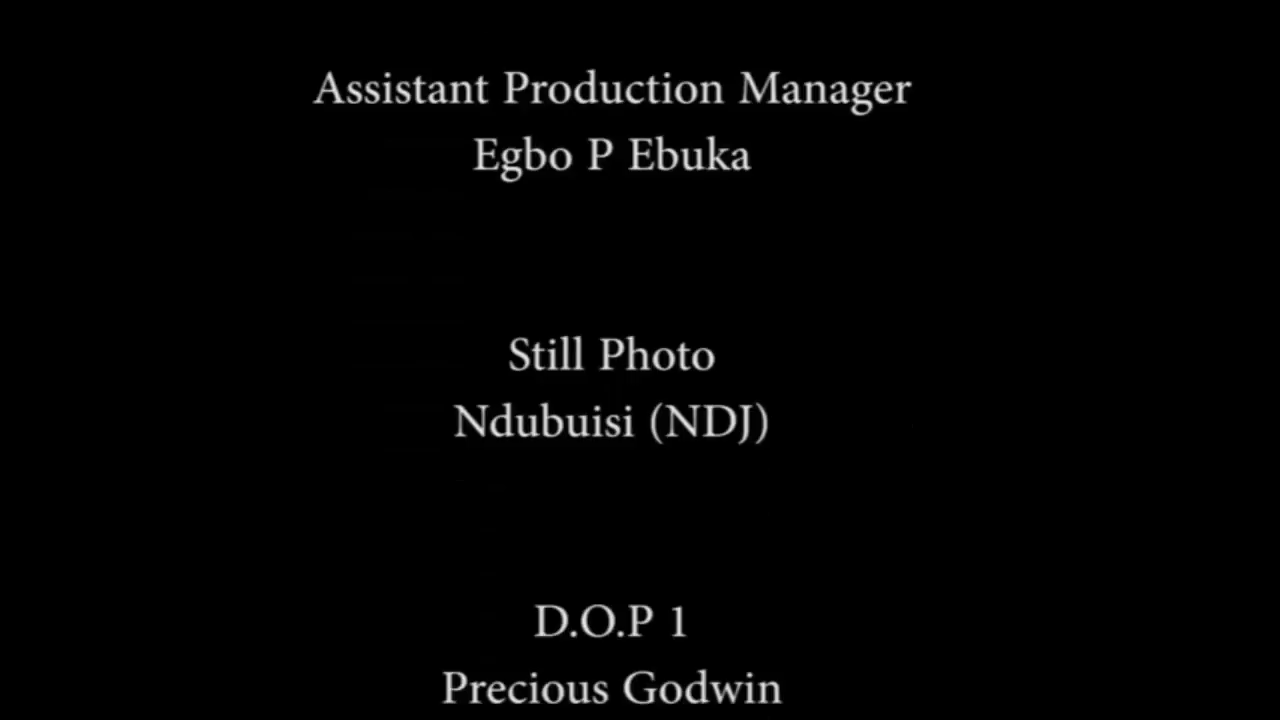 Assistant Production Manager
Egbo P Ebuka
Still Photo
Ndubuisi (NDJ)
D.O.P 1
Precious Godwin